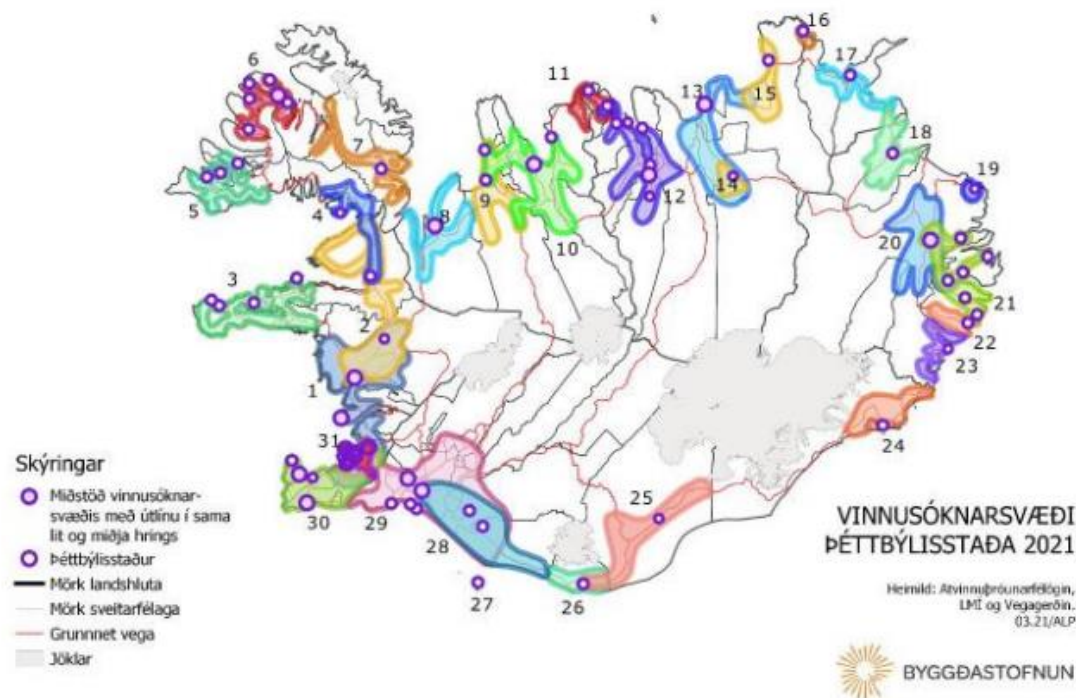 16
6
11
17
13
15
7
18
9
14
19
5
4
8
12
20
10
3
21
2
22
1
23
24
31
25
30
29
28
27
26
Skýringar
Miðstöð vinnusóknar-
svæðis með útlínu í sama
lit og miðja hrings
Þéttbýlisstaður
Mörk landshluta
Mörk sveitarfélaga
Grunnnet vega
Jöklar
VINNUSÓKNARSVÆÐI
ÞÉTTBÝLISSTAÐA 2021
Heimild: Atvinnuþróunarfélögin,
LMÍ og Vegagerðin.
03.21/ALP
BYGGÐASTOFNUN